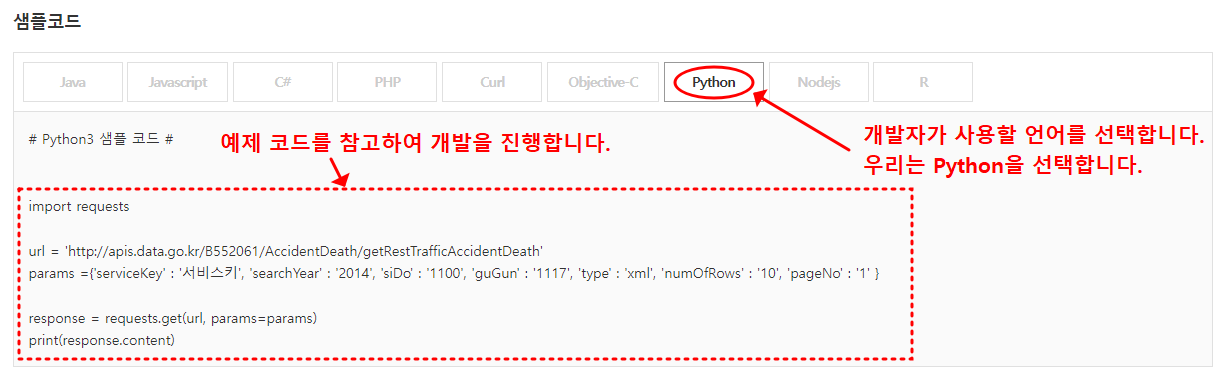 샘플코드
Java
Javascript
C#
PHP
Curl
Objective-C
Python
Nodejs
R
# Python3 샘플 코드 #
예제 코드를 참고하여 개발을 진행합니다.
개발자가 사용할 언어를 선택합니다.
우리는 Python을 선택합니다.
import requests
url = 'http://apis.data.go.kr/B552061/AccidentDeath/getRestTrafficAccidentDeath'
params ={'serviceKey' : '서비스키', 'searchYear' : '2014', 'siDo' : '1100', 'guGun' : '1117', 'type' : 'xml', 'numOfRows' : '10', 'pageNo' : '1' }
response = requests.get(url, params=params)
print(response.content)